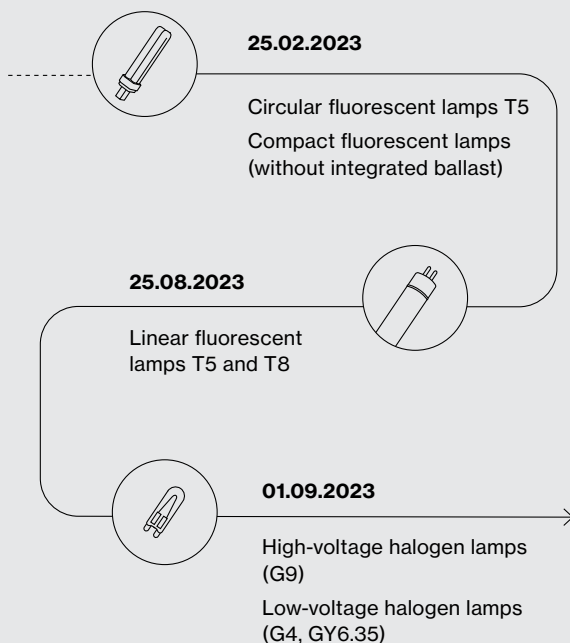 25.02.2023
Circular fluorescent lamps T5
Compact fluorescent lamps
(without integrated ballast)
25.08.2023
Linear fluorescent
lamps T5 and T8
01.09.2023
High-voltage halogen lamps
(G9)
Low-voltage halogen lamps
(G4, GY6.35)